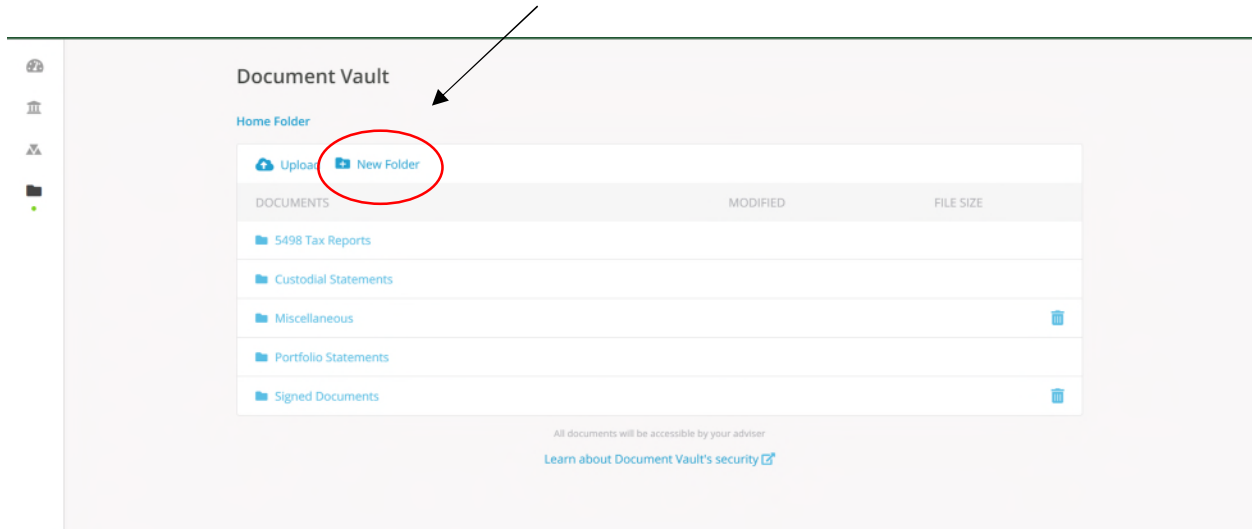 Document Vault
Home Folder
Upload New Folder
DOCUMENTS MODIFIED FILE SIZE
5498 Tax Reports
Custodial Statements
Miscellaneous
Portfolio Statements
Signed Documents
All documents will be accessible by your adviser
Learn about Document Vault's security